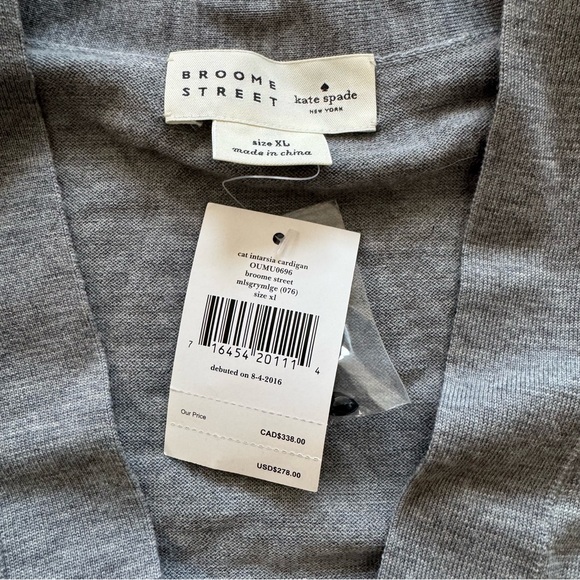 BROOME
STREET
kate spade
NEW YORK
size XL
made in china
cat intarsia cardigan
OUMU0696
broome street
mlsgrymlge (076)
size xl
7 16454 20111 4
debuted on 8-4-2016
Our Price
CAD$338.00
USD$278.00